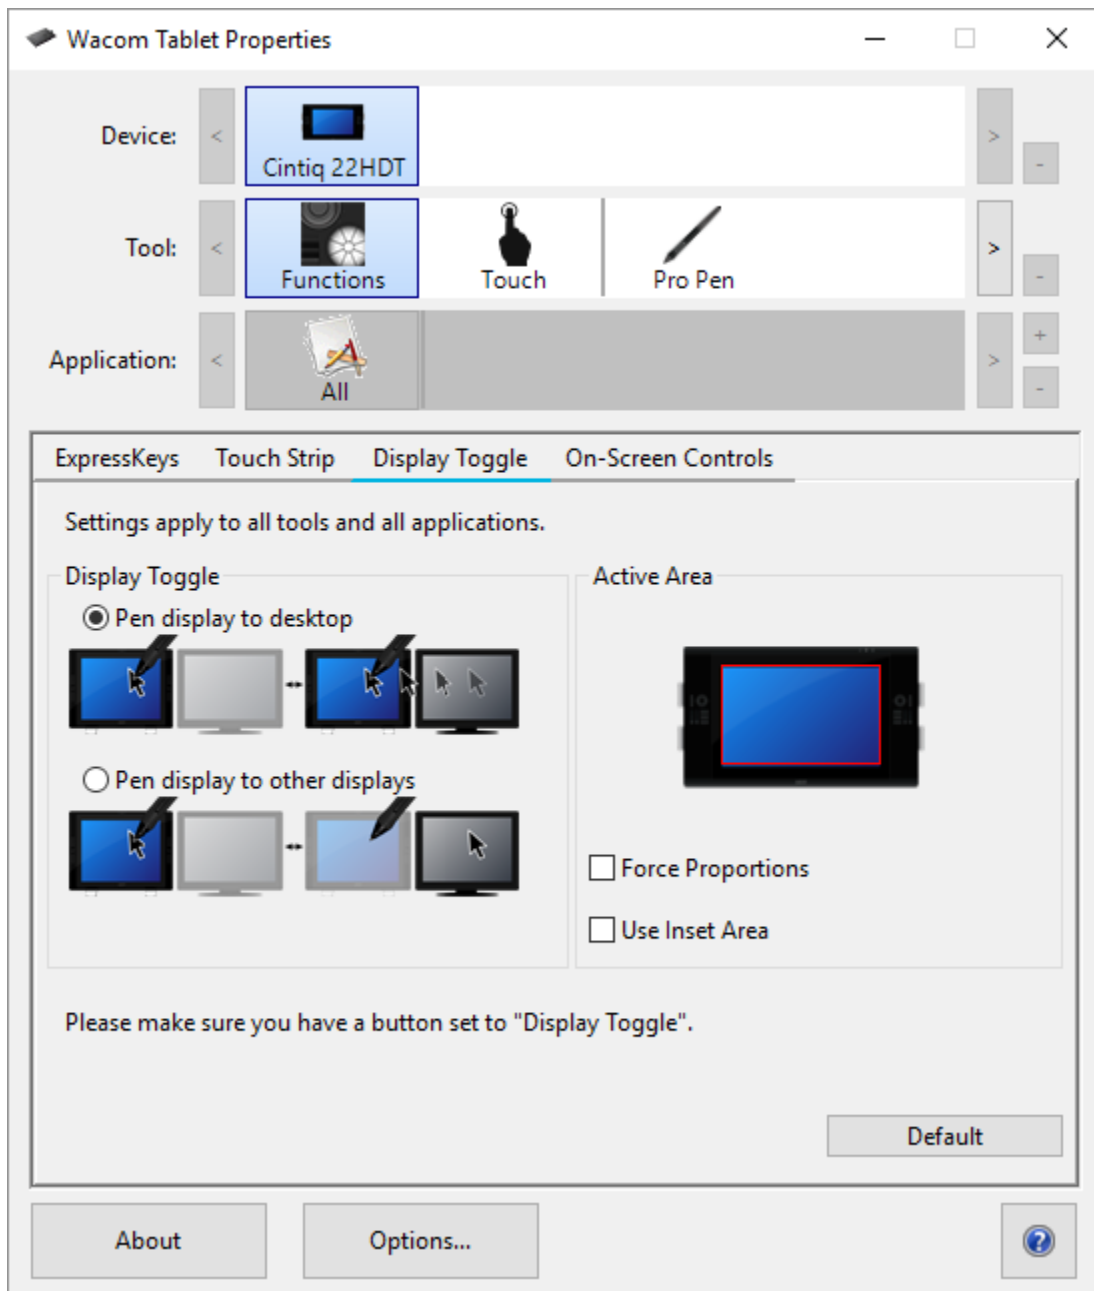 Wacom Tablet Properties
Device:
<
Cintiq 22HDT
>
-
Tool:
<
Functions
Touch
Pro Pen
>
-
Application:
<
All
>
+
-
ExpressKeys Touch Strip Display Toggle On-Screen Controls
Settings apply to all tools and all applications.
Display Toggle
Pen display to desktop
Pen display to other displays
Active Area
Force Proportions
Use Inset Area
Please make sure you have a button set to "Display Toggle".
Default
About
Options...
?